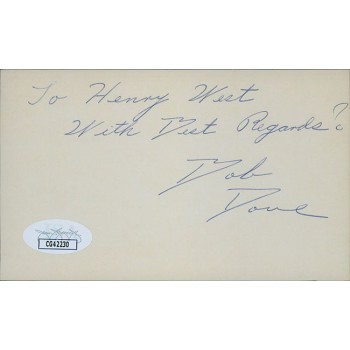 To Henry West
With Best Regards!
Bob
Dove
CG42230